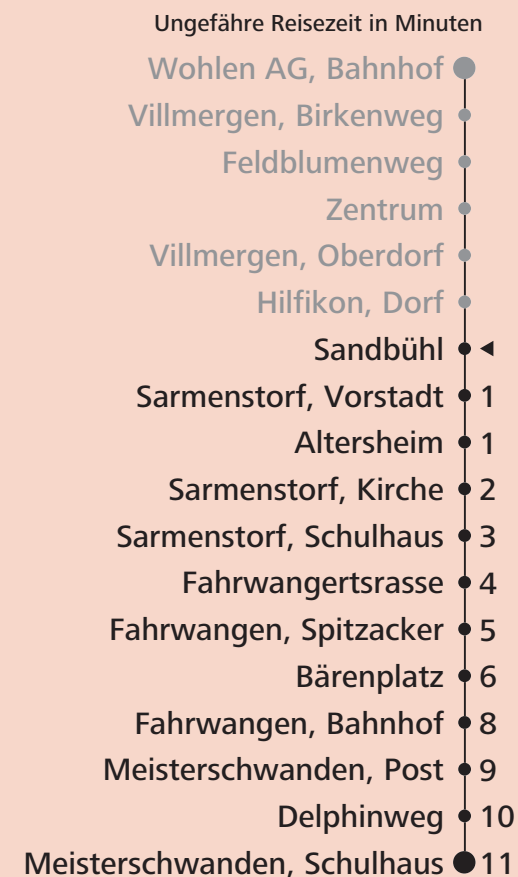 Ungefähre Reisezeit in Minuten
Wohlen AG, Bahnhof
Villmergen, Birkenweg
Feldblumenweg
Zentrum
Villmergen, Oberdorf
Hilfikon, Dorf
Sandbühl
Sarmenstorf, Vorstadt 1
Altersheim 1
Sarmenstorf, Kirche 2
Sarmenstorf, Schulhaus 3
Fahrwangertsrasse 4
Fahrwangen, Spitzacker 5
Bärenplatz 6
Fahrwangen, Bahnhof 8
Meisterschwanden, Post 9
Delphinweg 10
Meisterschwanden, Schulhaus 11